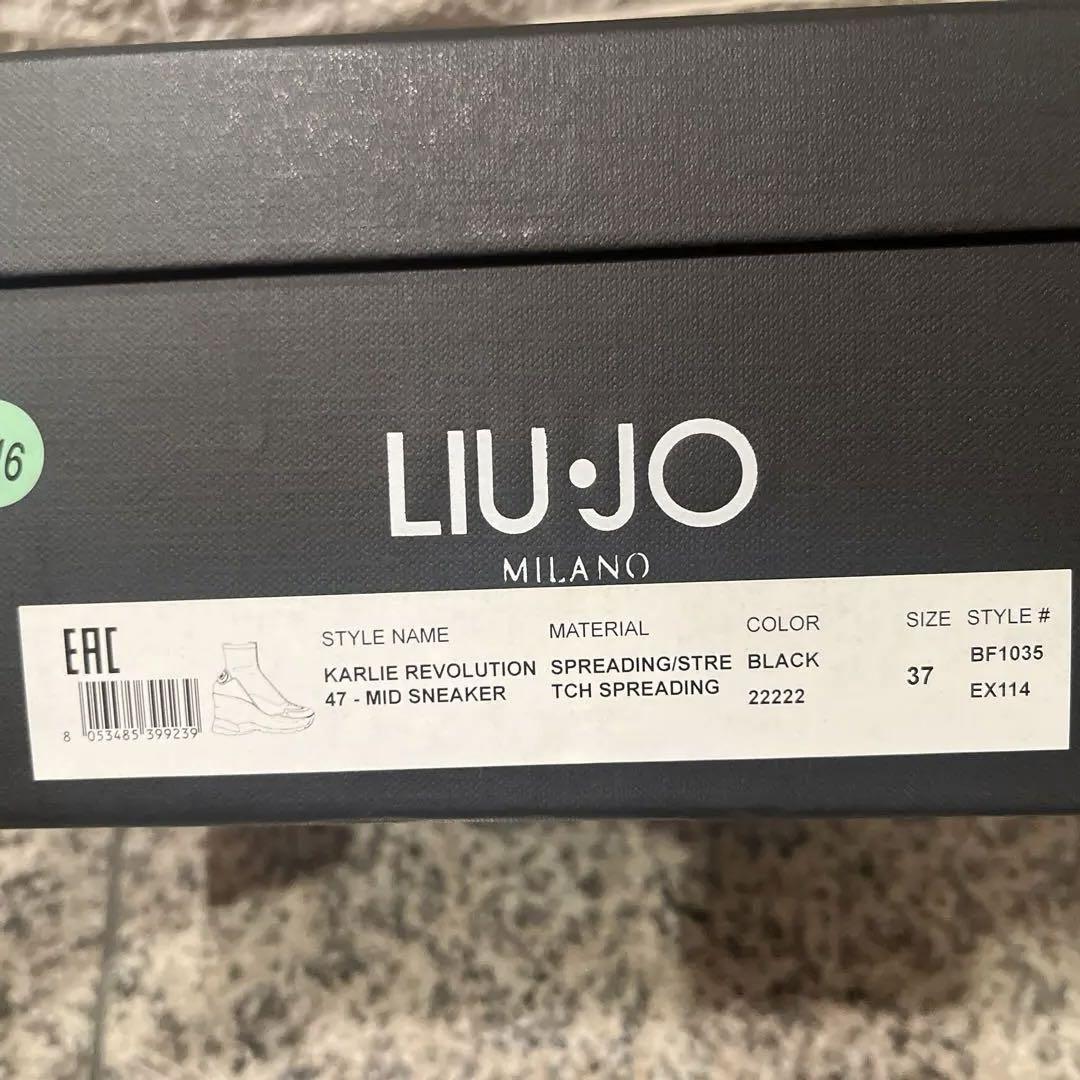 16
LIU•JO
MILANO
EAC
8 053485 399239
STYLE NAME
KARLIE REVOLUTION
47 - MID SNEAKER
MATERIAL
SPREADING/STRE
TCH SPREADING
COLOR
BLACK
22222
SIZE
37
STYLE #
BF1035
EX114